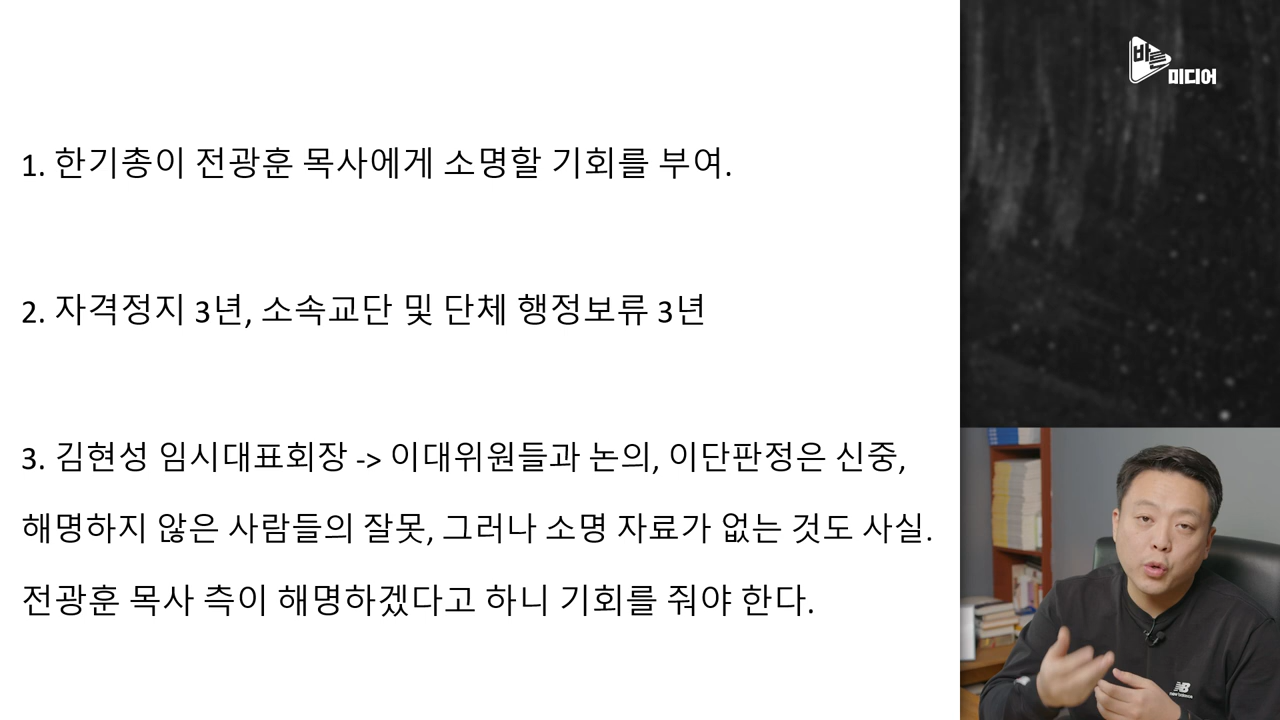 바른
미디어
1. 한기총이 전광훈 목사에게 소명할 기회를 부여.
2. 자격정지 3년, 소속교단 및 단체 행정보류 3년
3. 김현성 임시대표회장 -> 이대위원들과 논의, 이단판정은 신중,
해명하지 않은 사람들의 잘못, 그러나 소명 자료가 없는 것도 사실.
전광훈 목사 측이 해명하겠다고 하니 기회를 줘야 한다.
NB
new balance